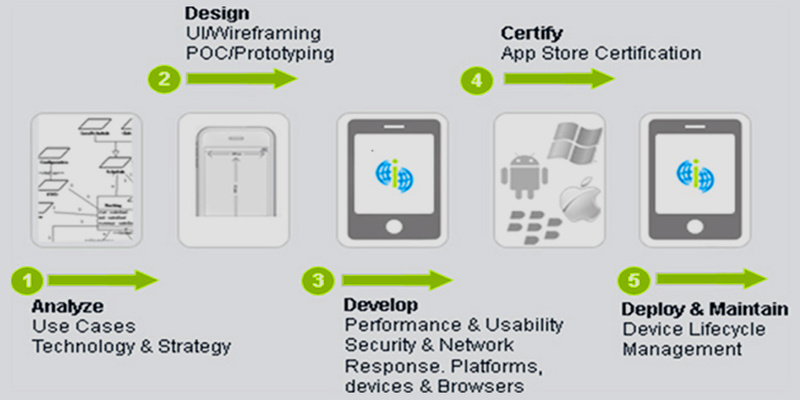 1
Analyze
Use Cases
Technology & Strategy
2
Design
UI/Wireframing
POC/Prototyping
3
Develop
Performance & Usability
Security & Network
Response. Platforms,
devices & Browsers
4
Certify
App Store Certification
5
Deploy & Maintain
Device Lifecycle
Management